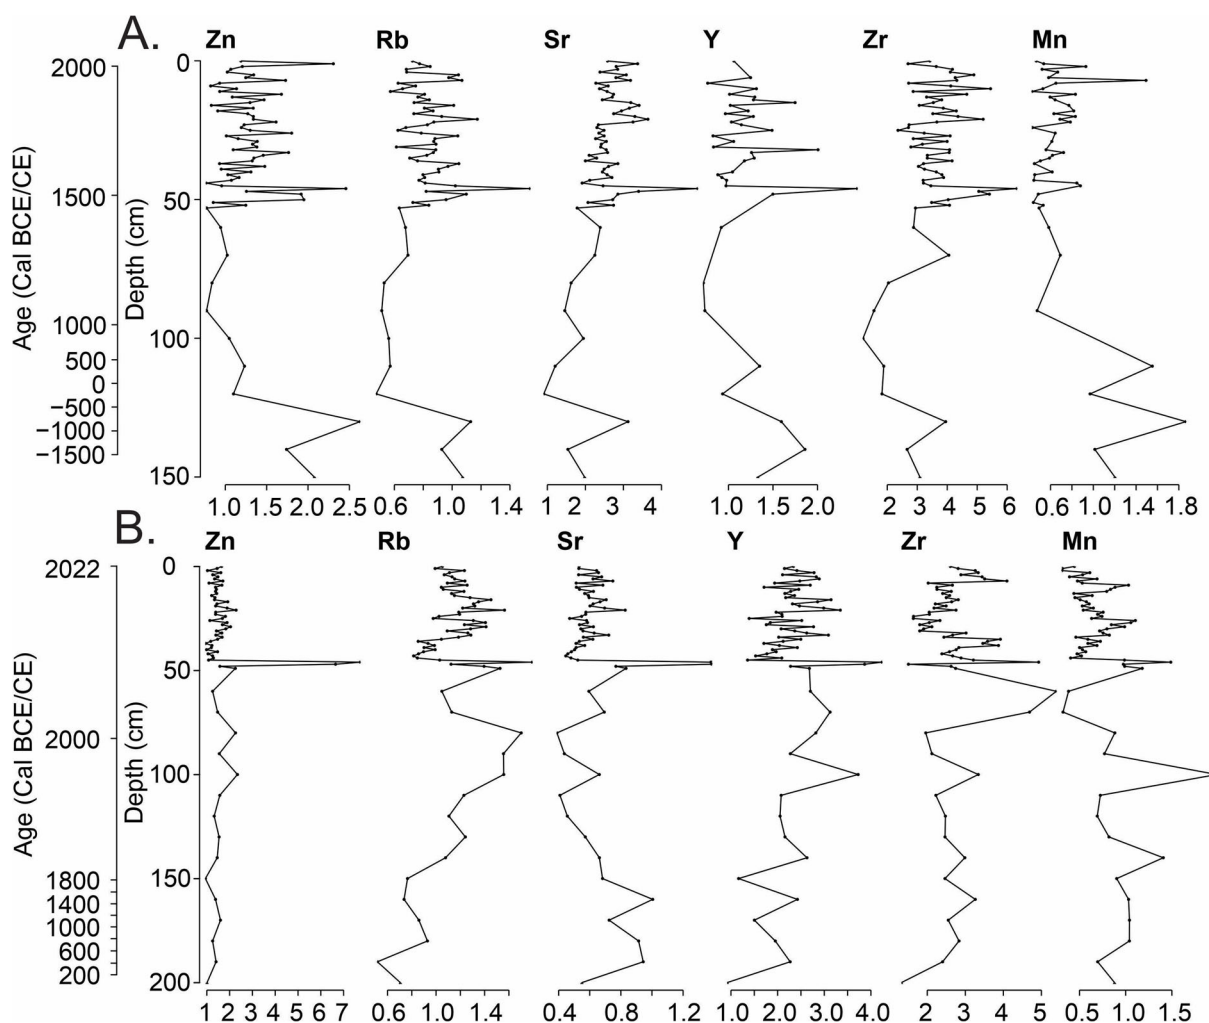 A.
Zn Rb Sr Y Zr Mn
Age (Cal BCE/CE)
2000
1500
1000
500
0
−500
−1000
−1500
Depth (cm)
0
50
100
150
1.0 1.5 2.0 2.5
0.6 1.0 1.4
1 2 3 4
1.0 2.0
2 3 4 5 6
0.6 1.0 1.4 1.8
B.
Zn Rb Sr Y Zr Mn
Age (Cal BCE/CE)
2022
2000
1800
1400
1000
600
200
Depth (cm)
0
50
100
150
200
1 2 3 4 5 6 7
0.6 1.0 1.4
0.4 0.8 1.2
1.0 2.0 3.0 4.0
2 3 4 5
0.5 1.0 1.5